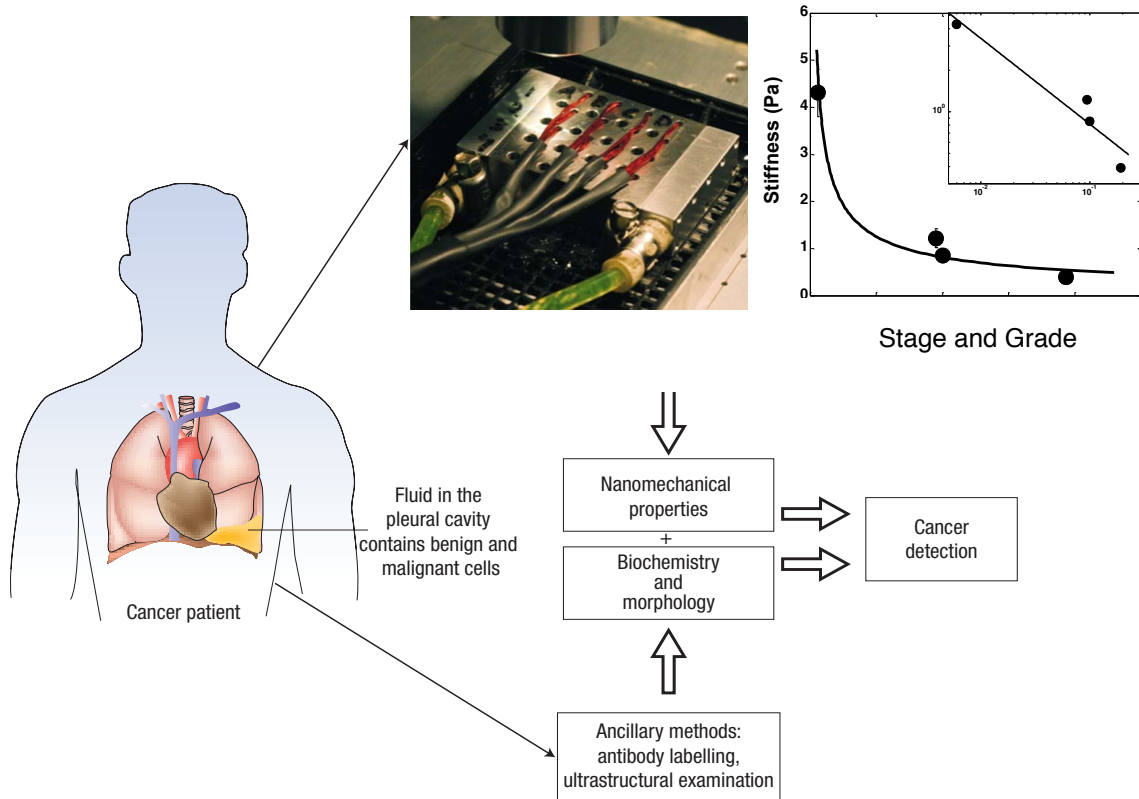 6
5
4
3
2
1
0
Stiffness (Pa)
10⁰
10⁻²
10⁻¹
Stage and Grade
A
B
D
Fluid in the
pleural cavity
contains benign and
malignant cells
Cancer patient
Nanomechanical
properties
+
Biochemistry
and
morphology
Cancer
detection
Ancillary methods:
antibody labelling,
ultrastructural examination